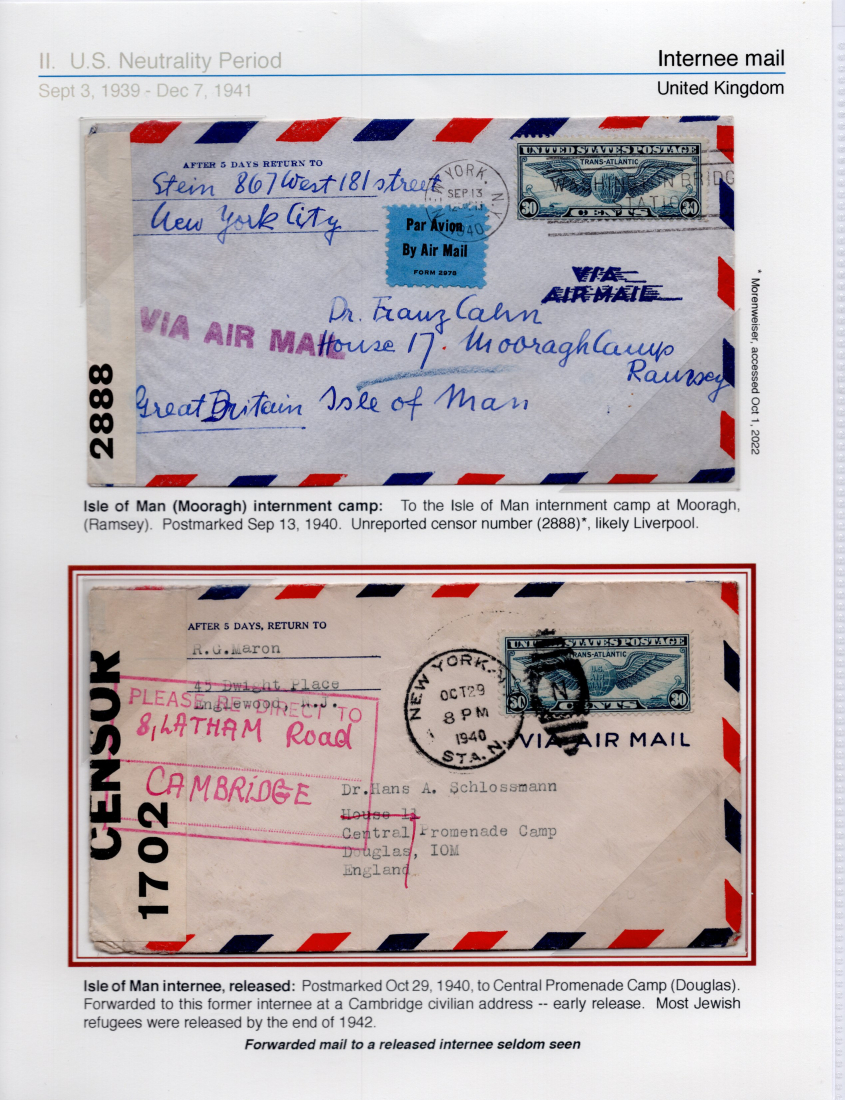 II. U.S. Neutrality Period
Internee mail
Sept 3, 1939 - Dec 7, 1941
United Kingdom
AFTER 5 DAYS RETURN TO
Stein 867 West 181 street
New York City
NEW YORK, N.Y.
SEP 13
1940
UNITED STATES POSTAGE
TRANS-ATLANTIC
30 CENTS 30
WASHINGTON BRIDG
STATION
Par Avion
By Air Mail
FORM 2978
VIA
AIR MAIL
VIA AIR MAIL
Dr. Franz Cahn
House 17. Mooragh Camp
Ramsey
Great Britain Isle of Man
2888
* Morenweiser, accessed Oct 1, 2022
Isle of Man (Mooragh) internment camp: To the Isle of Man internment camp at Mooragh,
(Ramsey). Postmarked Sep 13, 1940. Unreported censor number (2888)*, likely Liverpool.
AFTER 5 DAYS, RETURN TO
R.G.Maron
45 Dwight Place
Englewood, N.J.
PLEASE RE-DIRECT TO
8, LATHAM Road
CAMBRIDGE
NEW YORK, N.Y.
OCT 29
8 PM
1940
STA. N.
N
UNITED STATES POSTAGE
TRANS-ATLANTIC
30 CENTS 30
VIA AIR MAIL
Dr.Hans A. Schlossmann
House 11
Central Promenade Camp
Douglas, IOM
England
CENSOR
1702
Isle of Man internee, released: Postmarked Oct 29, 1940, to Central Promenade Camp (Douglas).
Forwarded to this former internee at a Cambridge civilian address -- early release. Most Jewish
refugees were released by the end of 1942.
Forwarded mail to a released internee seldom seen